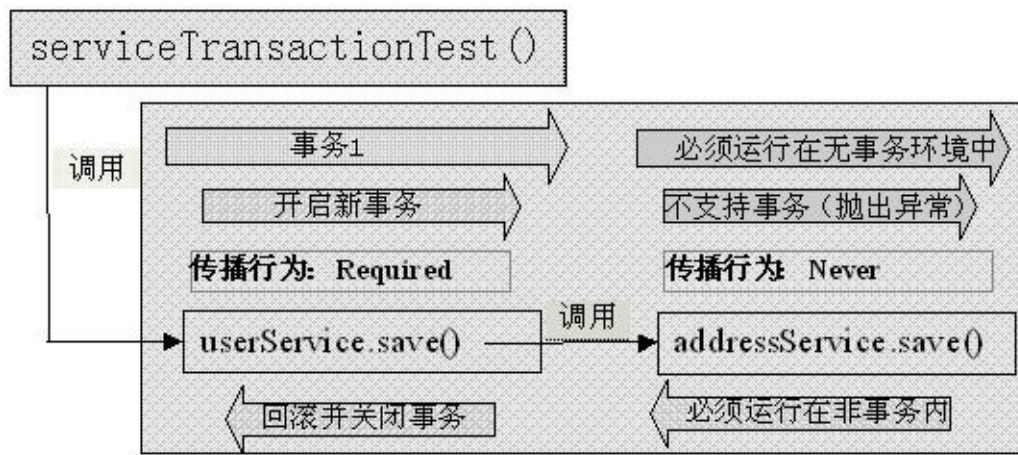 serviceTransactionTest()
调用
事务1
必须运行在无事务环境中
开启新事务
不支持事务（抛出异常）
传播行为：Required
传播行为：Never
调用
userService.save()
addressService.save()
回滚并关闭事务
必须运行在非事务内